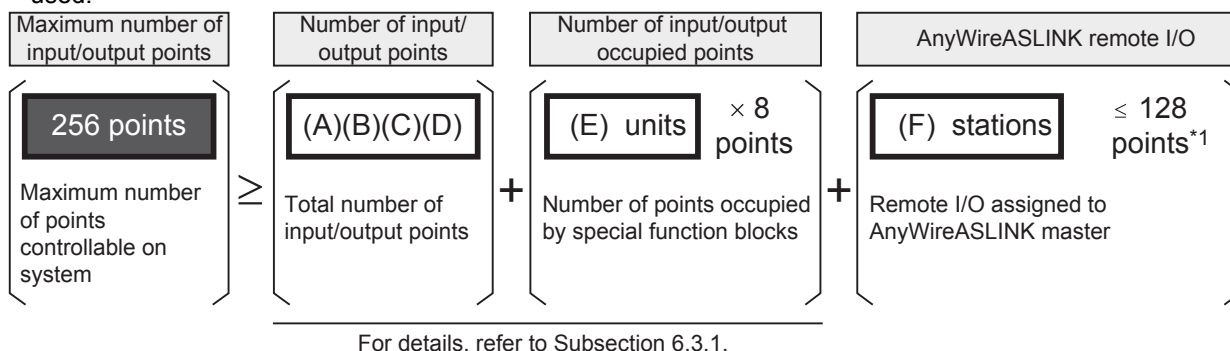 used.
Maximum number of
input/output points
Number of input/
output points
Number of input/output
occupied points
AnyWireASLINK remote I/O
256 points
Maximum number
of points
controllable on
system
≥
(A)(B)(C)(D)
Total number of
input/output points
+
(E) units
× 8
points
Number of points occupied
by special function blocks
+
(F) stations
≤ 128
points*1
Remote I/O assigned to
AnyWireASLINK master
For details, refer to Subsection 6.3.1.